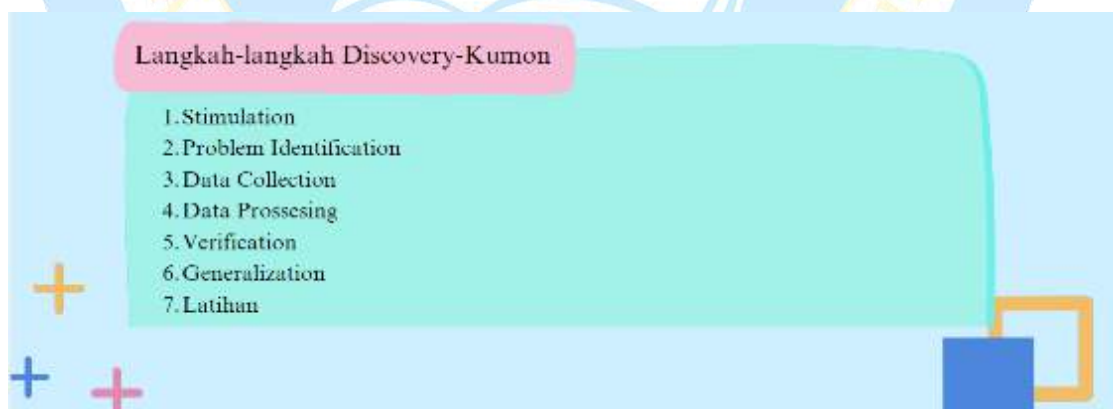 Langkah-langkah Discovery-Kumon
1. Stimulation
2. Problem Identification
3. Data Collection
4. Data Prossesing
5. Verification
6. Generalization
7. Latihan